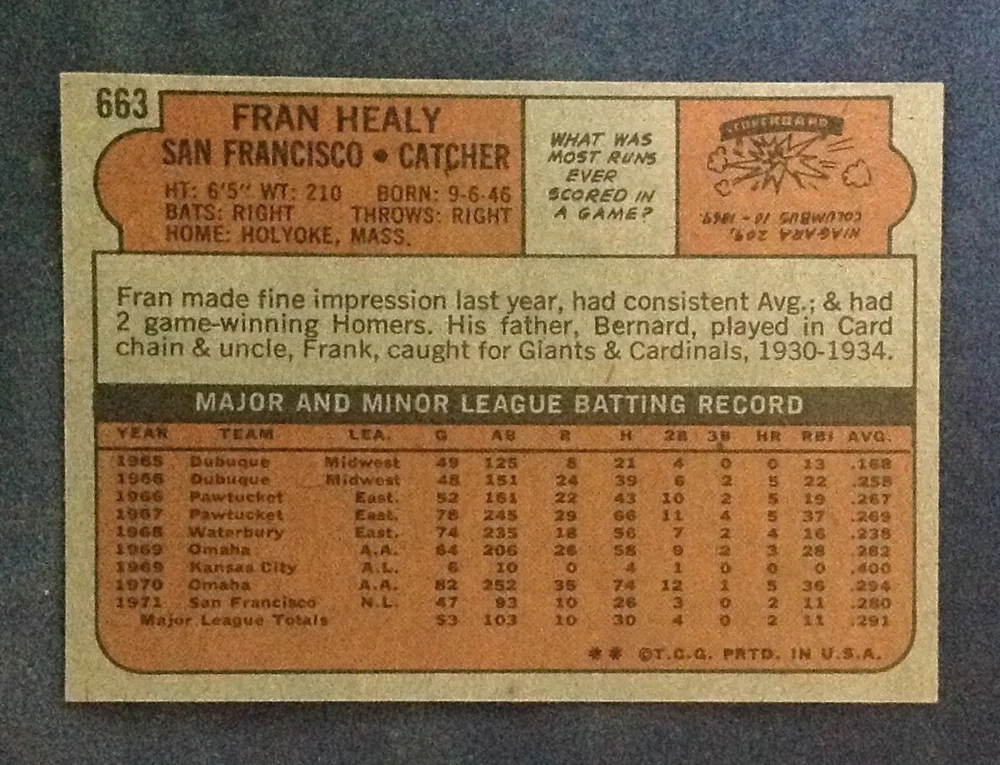 663
FRAN HEALY
SAN FRANCISCO • CATCHER
HT: 6'5" WT: 210 BORN: 9-6-46
BATS: RIGHT THROWS: RIGHT
HOME: HOLYOKE, MASS.
WHAT WAS
MOST RUNS
EVER
SCORED IN
A GAME?
SCOREBOARD
NIAGARA 209,
COLUMBUS 10 - 1869.
Fran made fine impression last year, had consistent Avg.; & had
2 game-winning Homers. His father, Bernard, played in Card
chain & uncle, Frank, caught for Giants & Cardinals, 1930-1934.
MAJOR AND MINOR LEAGUE BATTING RECORD
YEAR TEAM LEA. G AB R H 2B 3B HR RBI AVG.
1965 Dubuque Midwest 49 125 8 21 4 0 0 13 .168
1966 Dubuque Midwest 48 151 24 39 6 2 5 22 .258
1966 Pawtucket East. 52 161 22 43 10 2 5 19 .267
1967 Pawtucket East. 78 245 29 66 11 4 5 37 .269
1968 Waterbury East. 74 235 18 56 7 2 4 16 .238
1969 Omaha A.A. 64 206 26 58 9 2 3 28 .282
1969 Kansas City A.L. 6 10 0 4 1 0 0 0 .400
1970 Omaha A.A. 82 252 35 74 12 1 5 36 .294
1971 San Francisco N.L. 47 93 10 26 3 0 2 11 .280
Major League Totals 53 103 10 30 4 0 2 11 .291
* * ©T.C.G. PRTD. IN U.S.A.